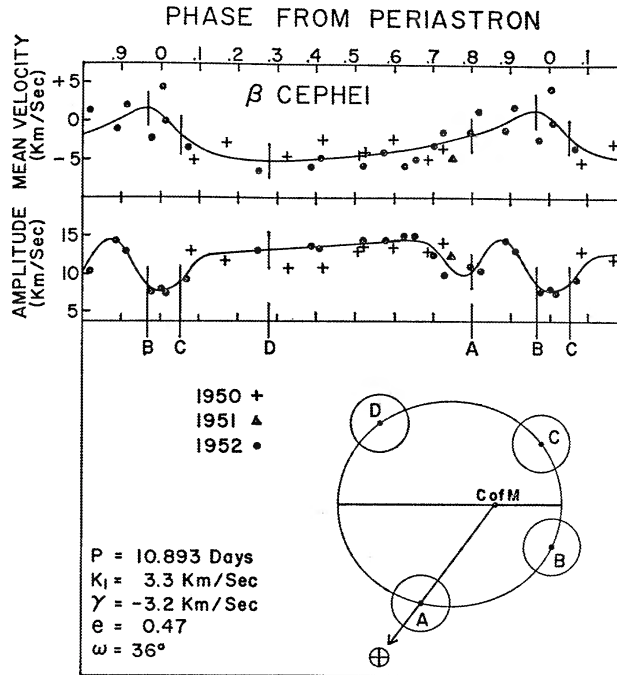 PHASE FROM PERIASTRON
.9 .0 .1 .2 .3 .4 .5 .6 .7 .8 .9 0 .1
MEAN VELOCITY
(Km/Sec)
+5
0
-5
β CEPHEI
AMPLITUDE
(Km/Sec)
15
10
5
B C D A B C
1950 +
1951 ▲
1952 •
P = 10.893 Days
K₁ = 3.3 Km/Sec
γ = -3.2 Km/Sec
e = 0.47
ω = 36°
D
C
C of M
B
A